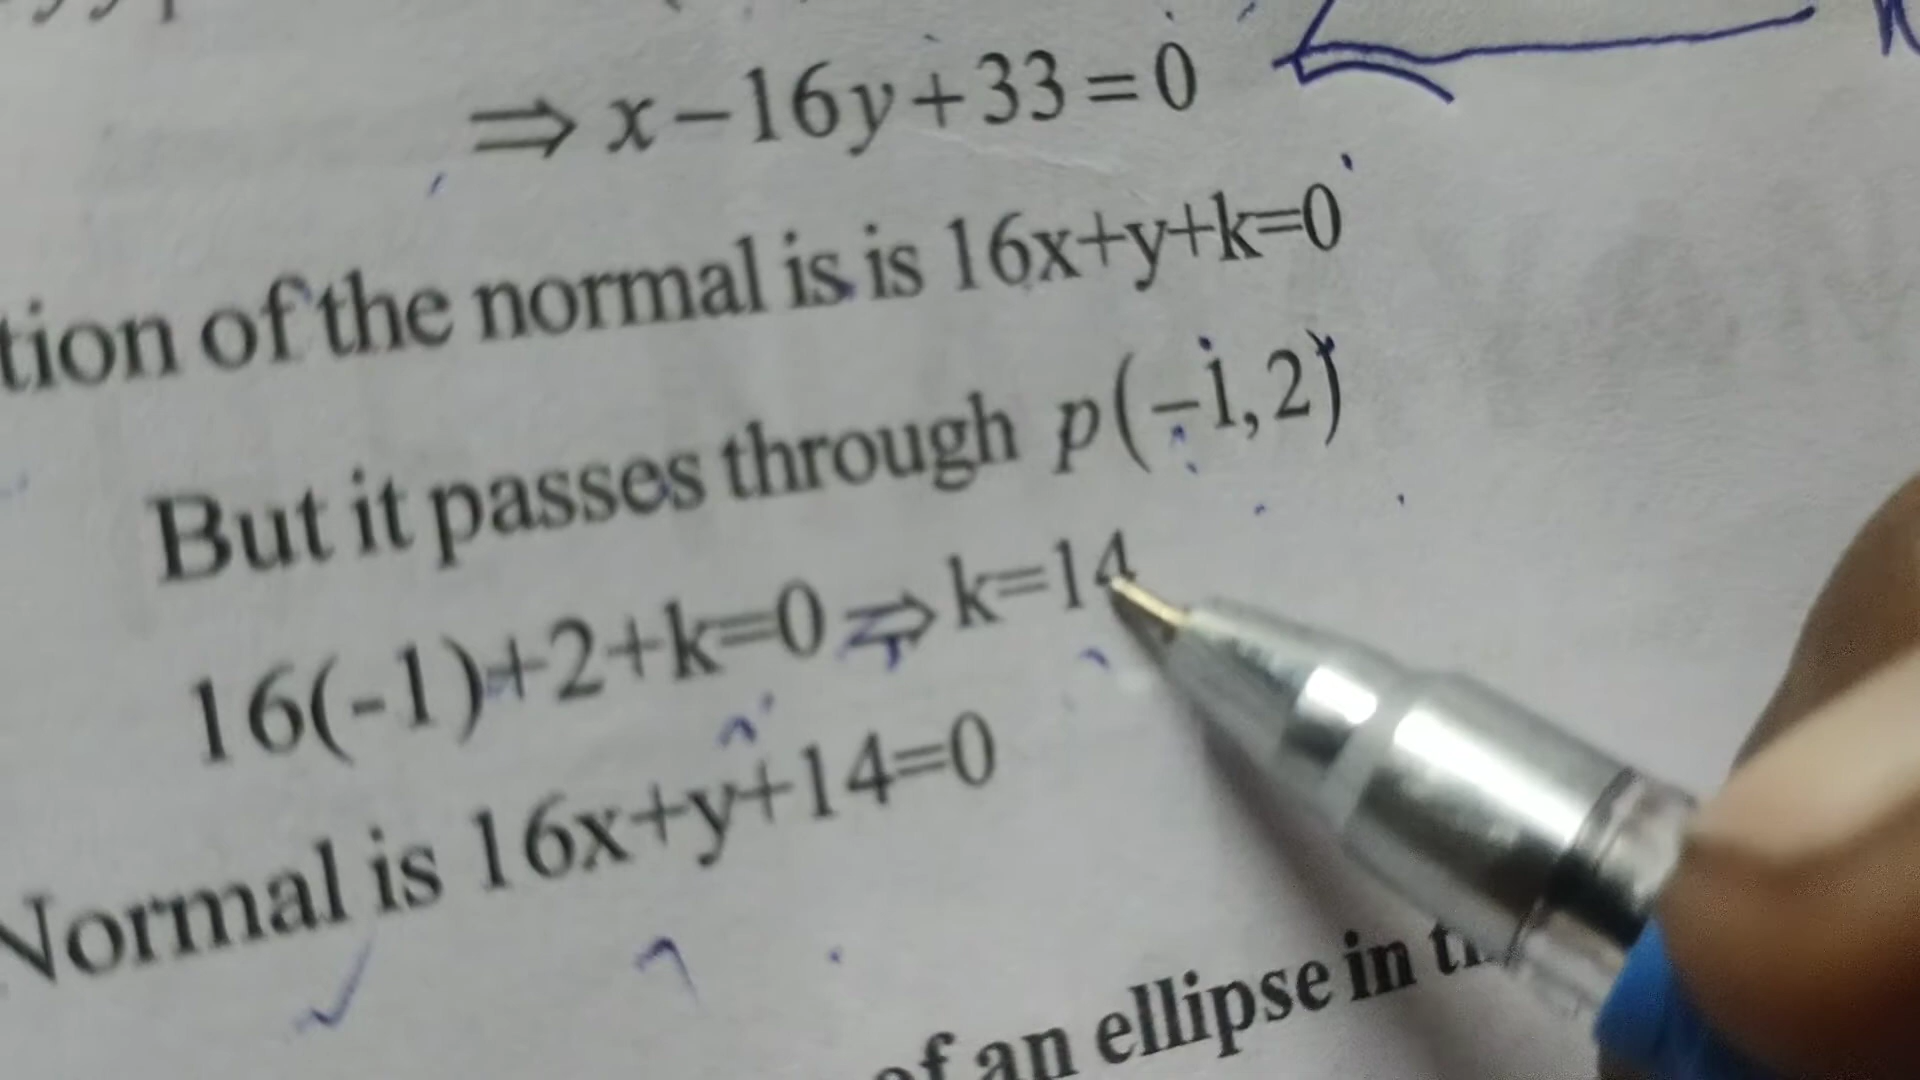 ⇒ x − 16y + 33 = 0
tion of the normal is is 16x+y+k=0
But it passes through p(−1, 2)
16(-1)+2+k=0 ⇒ k=14
Normal is 16x+y+14=0
of an ellipse in